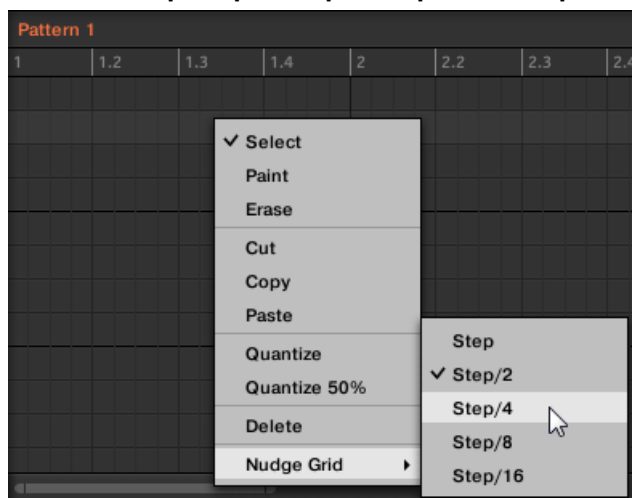 Pattern 1
1 1.2 1.3 1.4 2 2.2 2.3 2.4
Select
Paint
Erase
Cut
Copy
Paste
Quantize
Quantize 50%
Delete
Nudge Grid
Step
Step/2
Step/4
Step/8
Step/16